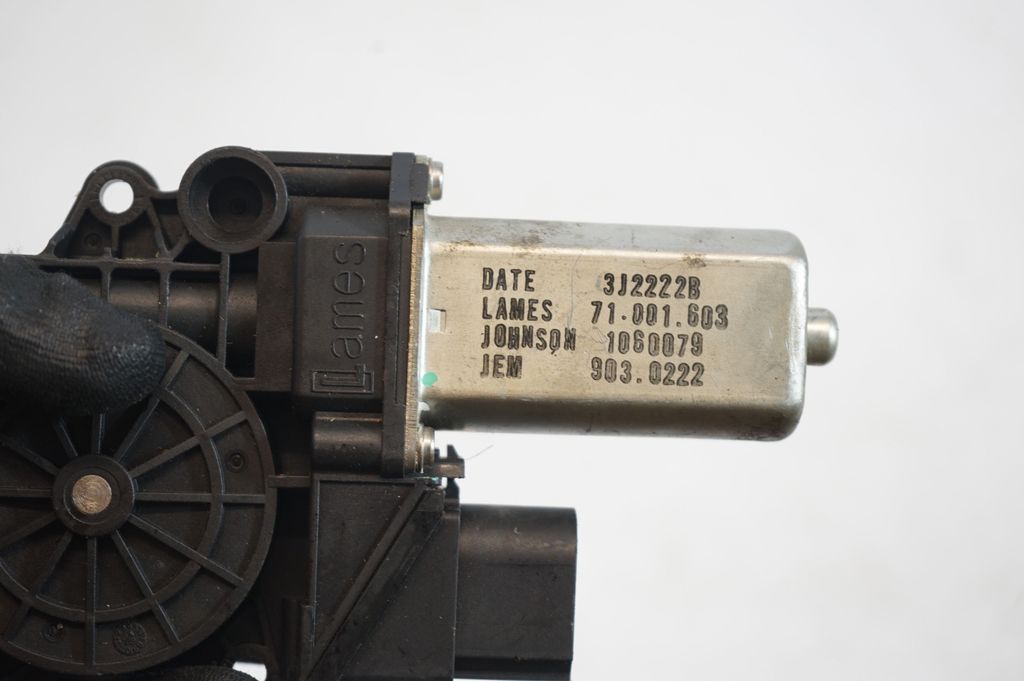 Lames
DATE 3J2222B
LAMES 71.001.603
JOHNSON 1060079
JEM 903.0222